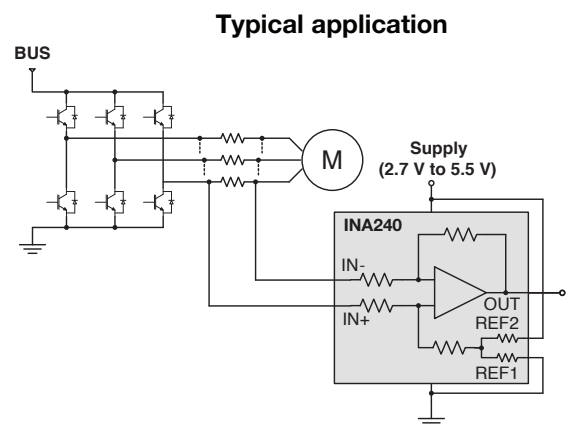 Typical application
BUS
M
Supply
(2.7 V to 5.5 V)
INA240
IN-
IN+
OUT
REF2
REF1